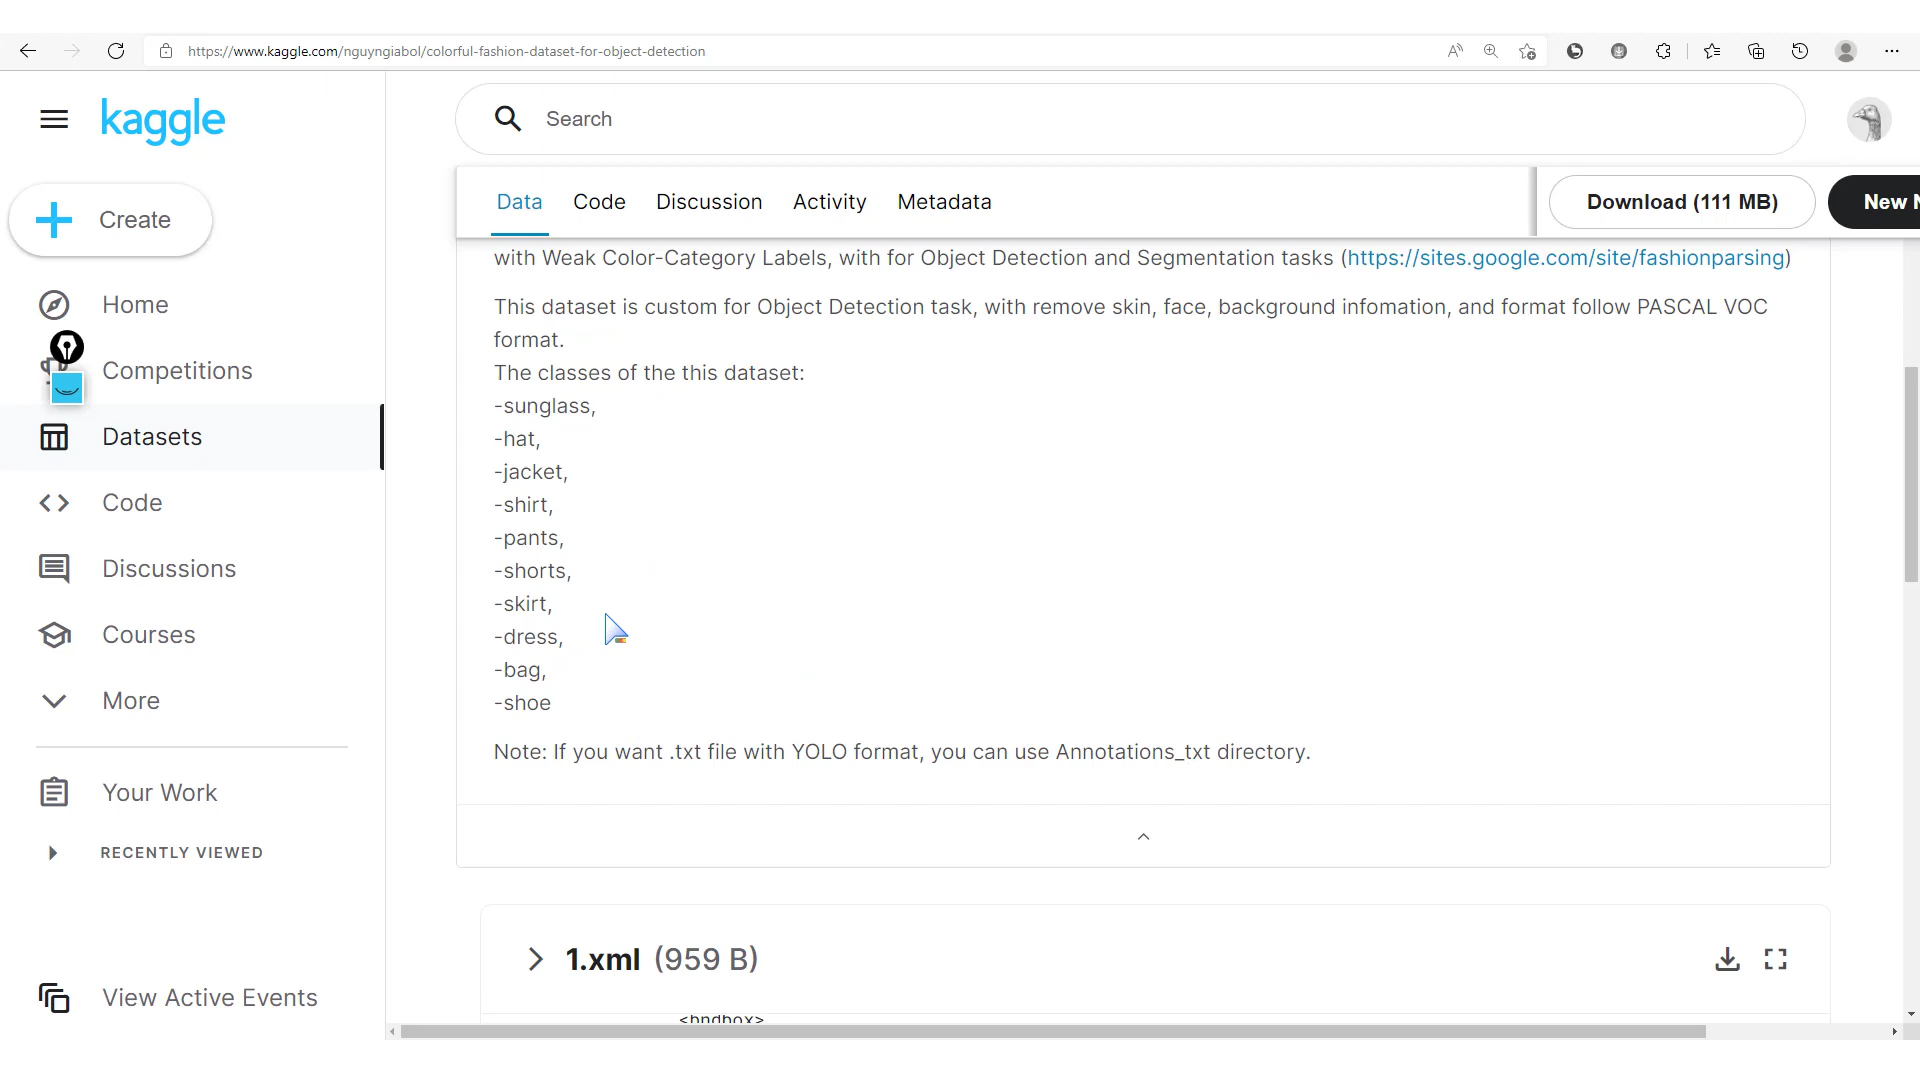 https://www.kaggle.com/nguyngiabol/colorful-fashion-dataset-for-object-detection
kaggle
Search
Create
Data
Code
Discussion
Activity
Metadata
Download (111 MB)
New N
with Weak Color-Category Labels, with for Object Detection and Segmentation tasks (https://sites.google.com/site/fashionparsing)
This dataset is custom for Object Detection task, with remove skin, face, background infomation, and format follow PASCAL VOC
format.
The classes of the this dataset:
-sunglass,
-hat,
-jacket,
-shirt,
-pants,
-shorts,
-skirt,
-dress,
-bag,
-shoe
Note: If you want .txt file with YOLO format, you can use Annotations_txt directory.
Home
Competitions
Datasets
Code
Discussions
Courses
More
Your Work
RECENTLY VIEWED
View Active Events
1.xml (959 B)
<bndbox>